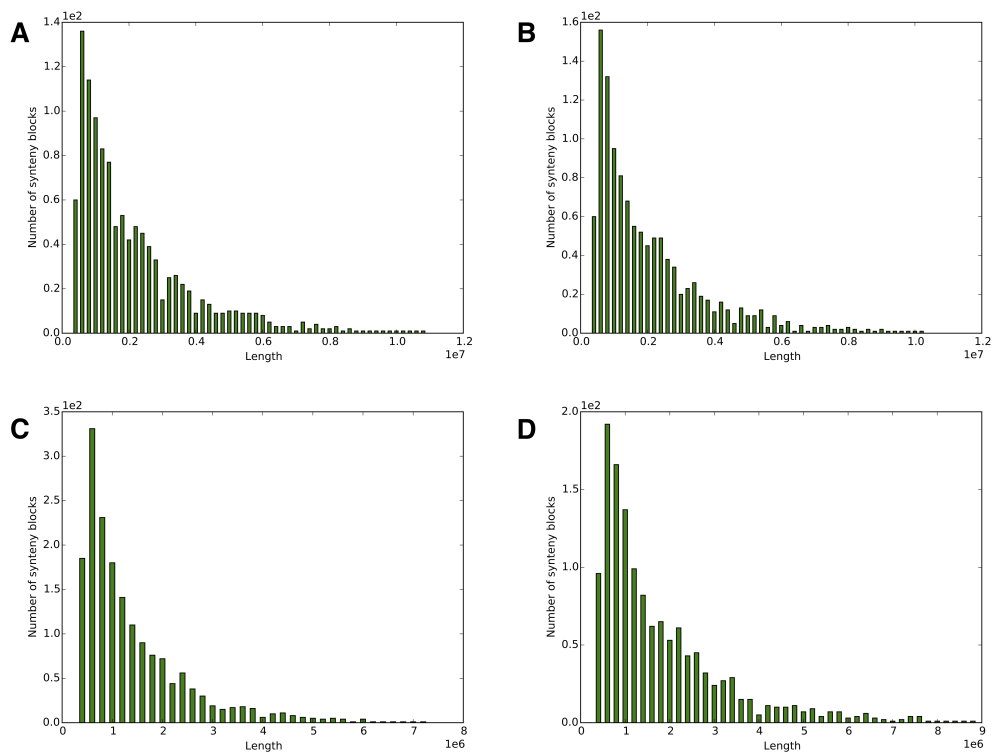 A
1e2
1.4
1.2
1.0
0.8
0.6
0.4
0.2
0.0
Number of synteny blocks
0.0 0.2 0.4 0.6 0.8 1.0 1.2
Length
1e7
B
1e2
1.6
1.4
1.2
1.0
0.8
0.6
0.4
0.2
0.0
Number of synteny blocks
0.0 0.2 0.4 0.6 0.8 1.0 1.2
Length
1e7
C
1e2
3.5
3.0
2.5
2.0
1.5
1.0
0.5
0.0
Number of synteny blocks
0 1 2 3 4 5 6 7 8
Length
1e6
D
1e2
2.0
1.5
1.0
0.5
0.0
Number of synteny blocks
0 1 2 3 4 5 6 7 8 9
Length
1e6